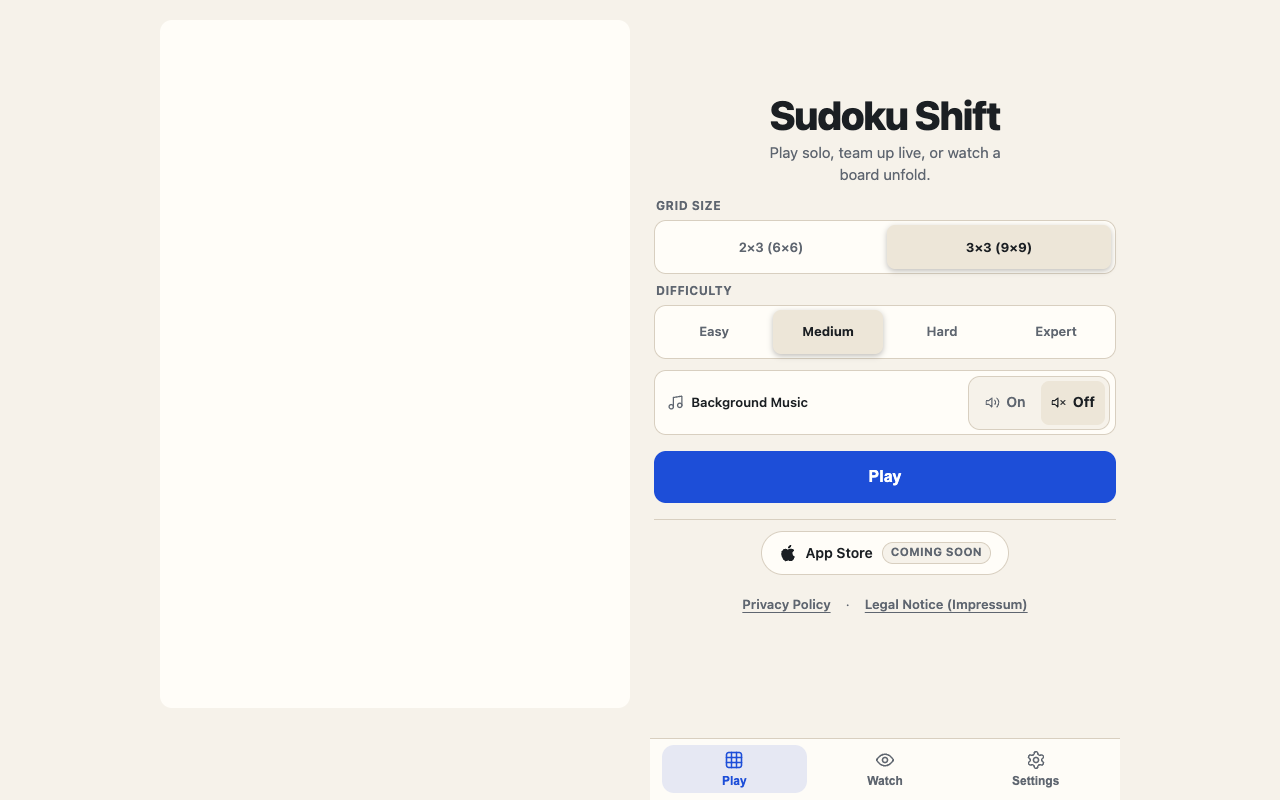 Sudoku Shift
Play solo, team up live, or watch a
board unfold.
GRID SIZE
2×3 (6×6)
3×3 (9×9)
DIFFICULTY
Easy
Medium
Hard
Expert
Background Music
On
Off
Play
App Store
COMING SOON
Privacy Policy · Legal Notice (Impressum)
Play
Watch
Settings